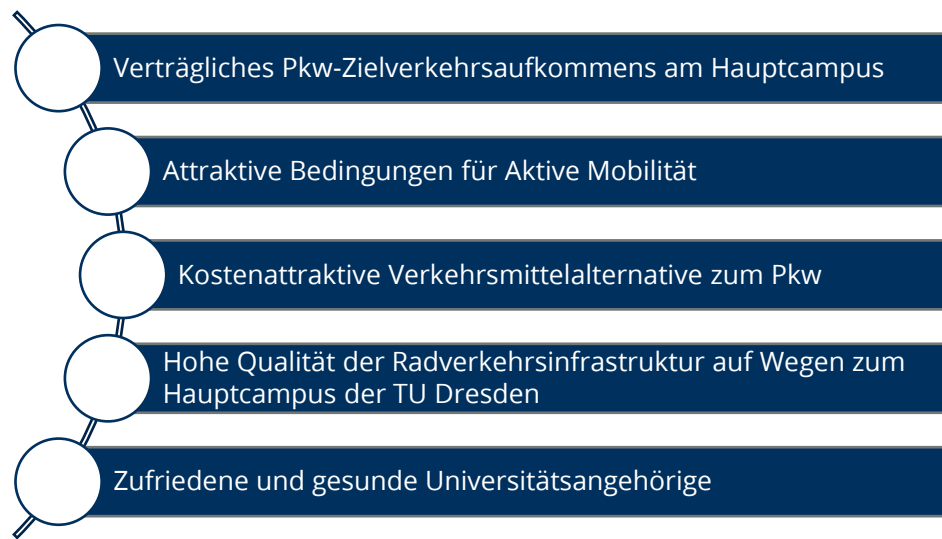 Verträgliches Pkw-Zielverkehrsaufkommens am Hauptcampus
Attraktive Bedingungen für Aktive Mobilität
Kostenattraktive Verkehrsmittelalternative zum Pkw
Hohe Qualität der Radverkehrsinfrastruktur auf Wegen zum
Hauptcampus der TU Dresden
Zufriedene und gesunde Universitätsangehörige